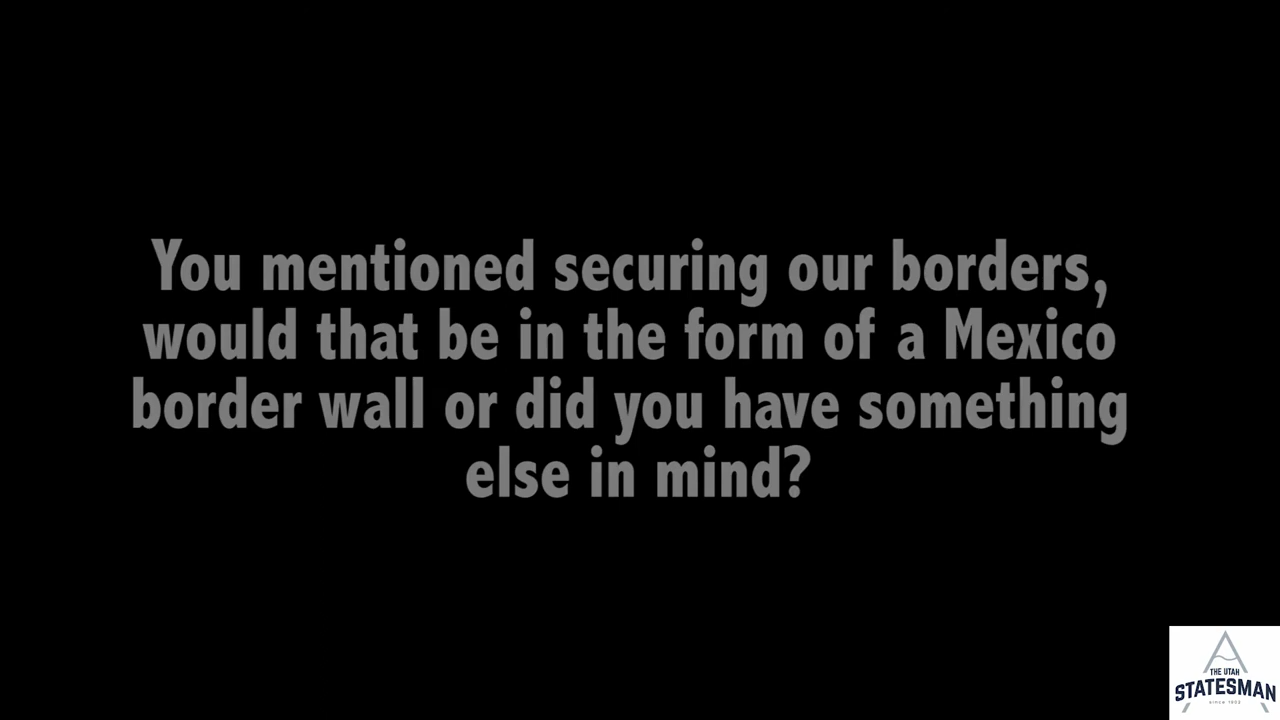 You mentioned securing our borders,
would that be in the form of a Mexico
border wall or did you have something
else in mind?
THE UTAH
STATESMAN
since 1902